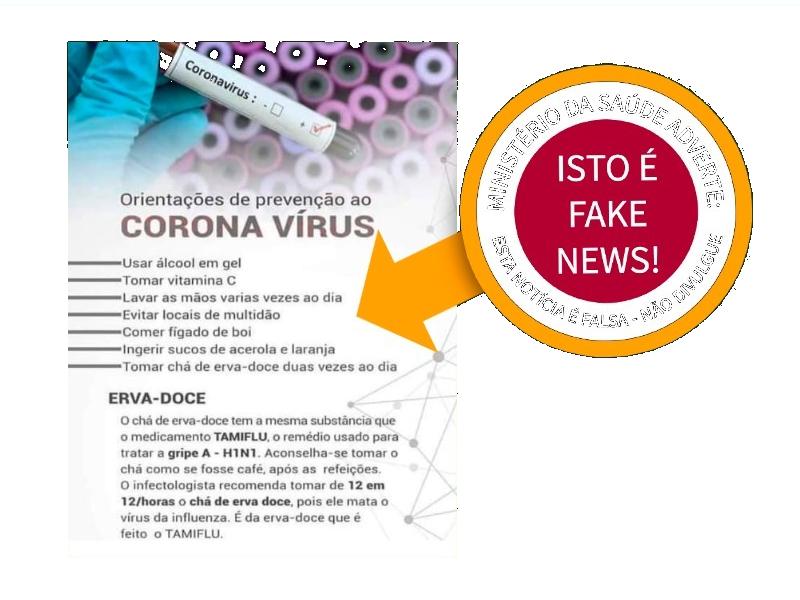 Coronavírus :
- 
+
Orientações de prevenção ao
CORONA VÍRUS
Usar álcool em gel
Tomar vitamina C
Lavar as mãos varias vezes ao dia
Evitar locais de multidão
Comer fígado de boi
Ingerir sucos de acerola e laranja
Tomar chá de erva-doce duas vezes ao dia
ERVA-DOCE
O chá de erva-doce tem a mesma substância que
o medicamento TAMIFLU, o remédio usado para
tratar a gripe A - H1N1. Aconselha-se tomar o
chá como se fosse café, após as refeições.
O infectologista recomenda tomar de 12 em
12/horas o chá de erva doce, pois ele mata o
vírus da influenza. É da erva-doce que é
feito o TAMIFLU.
MINISTÉRIO DA SAÚDE ADVERTE:
ISTO É
FAKE
NEWS!
ESTA NOTÍCIA É FALSA - NÃO DIVULGUE